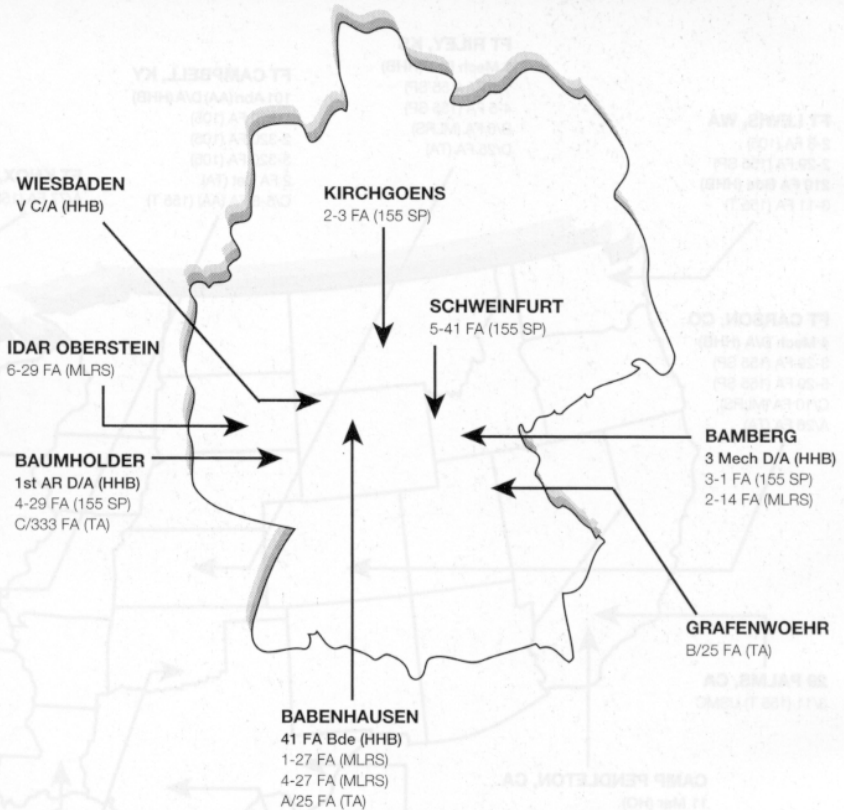 WIESBADEN
V C/A (HHB)
KIRCHGOENS
2-3 FA (155 SP)
SCHWEINFURT
5-41 FA (155 SP)
IDAR OBERSTEIN
6-29 FA (MLRS)
BAUMHOLDER
1st AR D/A (HHB)
4-29 FA (155 SP)
C/333 FA (TA)
BAMBERG
3 Mech D/A (HHB)
3-1 FA (155 SP)
2-14 FA (MLRS)
GRAFENWOEHR
B/25 FA (TA)
BABENHAUSEN
41 FA Bde (HHB)
1-27 FA (MLRS)
4-27 FA (MLRS)
A/25 FA (TA)
FT RILEY, KS
FT CAMPBELL, KY
FT LEWIS, WA
FT CARSON, CO
29 PALMS, CA
CAMP PENDLETON, CA